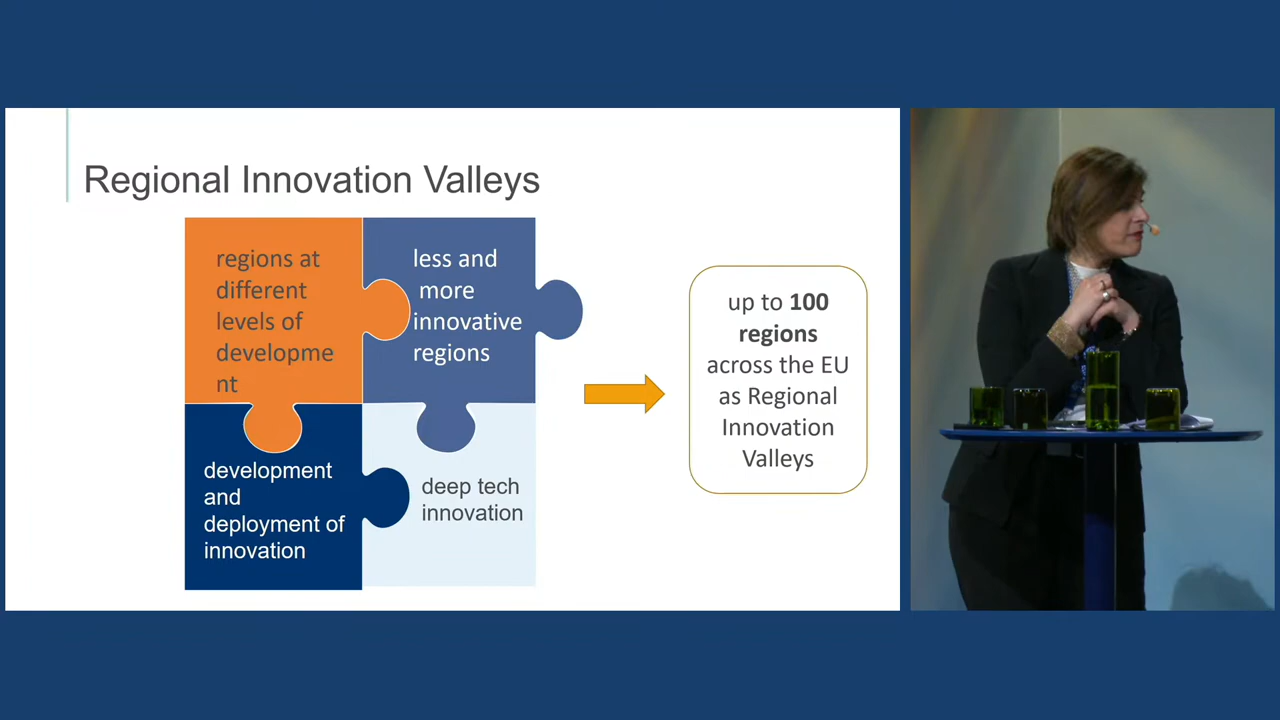 Regional Innovation Valleys
regions at
different
levels of
developme
nt
less and
more
innovative
regions
development
and
deployment of
innovation
deep tech
innovation
up to 100
regions
across the EU
as Regional
Innovation
Valleys